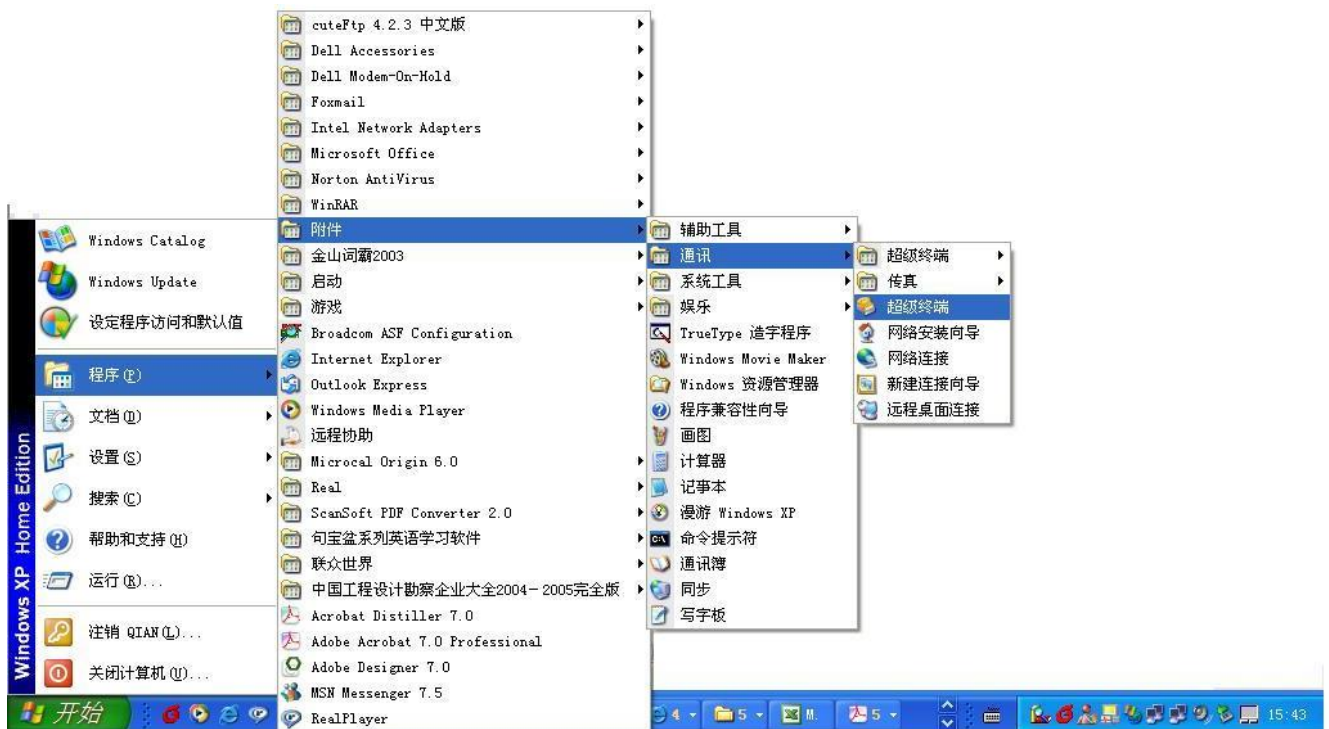 cuteFtp 4.2.3 中文版
Dell Accessories
Dell Modem-On-Hold
Foxmail
Intel Network Adapters
Microsoft Office
Norton AntiVirus
WinRAR
附件
金山词霸2003
启动
游戏
Broadcom ASF Configuration
Internet Explorer
Outlook Express
Windows Media Player
远程协助
Microcal Origin 6.0
Real
ScanSoft PDF Converter 2.0
句宝盆系列英语学习软件
联众世界
中国工程设计勘察企业大全2004－2005完全版
Acrobat Distiller 7.0
Adobe Acrobat 7.0 Professional
Adobe Designer 7.0
MSN Messenger 7.5
RealPlayer
Windows Catalog
Windows Update
设定程序访问和默认值
程序(P)
文档(D)
设置(S)
搜索(C)
帮助和支持(H)
运行(R)...
注销 QIAN(L)...
关闭计算机(U)...
Windows XP Home Edition
辅助工具
通讯
系统工具
娱乐
TrueType 造字程序
Windows Movie Maker
Windows 资源管理器
程序兼容性向导
画图
计算器
记事本
漫游 Windows XP
命令提示符
通讯簿
同步
写字板
超级终端
传真
超级终端
网络安装向导
网络连接
新建连接向导
远程桌面连接
开始
4
5
M.
5
15:43